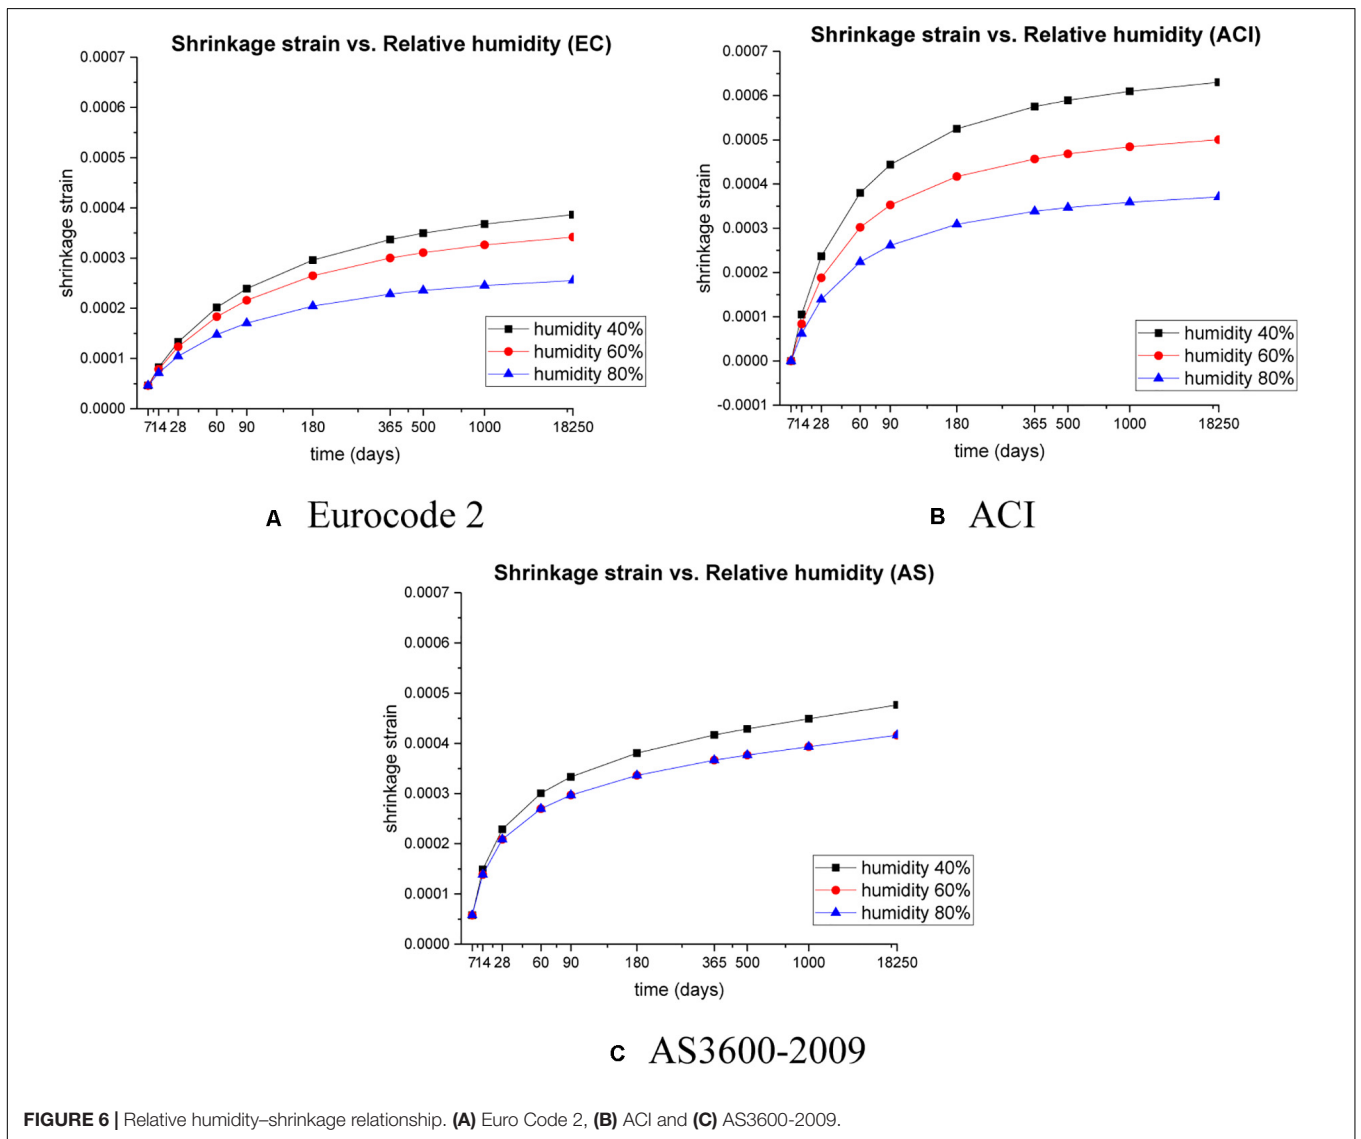 Shrinkage strain vs. Relative humidity (EC)
0.0007
0.0006
0.0005
0.0004
0.0003
0.0002
0.0001
0.0000
shrinkage strain
humidity 40%
humidity 60%
humidity 80%
7 14 28 60 90 180 365 500 1000 18250
time (days)
A Eurocode 2
Shrinkage strain vs. Relative humidity (ACI)
0.0007
0.0006
0.0005
0.0004
0.0003
0.0002
0.0001
0.0000
-0.0001
shrinkage strain
humidity 40%
humidity 60%
humidity 80%
7 14 28 60 90 180 365 500 1000 18250
time (days)
B ACI
Shrinkage strain vs. Relative humidity (AS)
0.0007
0.0006
0.0005
0.0004
0.0003
0.0002
0.0001
0.0000
shrinkage strain
humidity 40%
humidity 60%
humidity 80%
7 14 28 60 90 180 365 500 1000 18250
time (days)
C AS3600-2009
FIGURE 6 | Relative humidity–shrinkage relationship. (A) Euro Code 2, (B) ACI and (C) AS3600-2009.